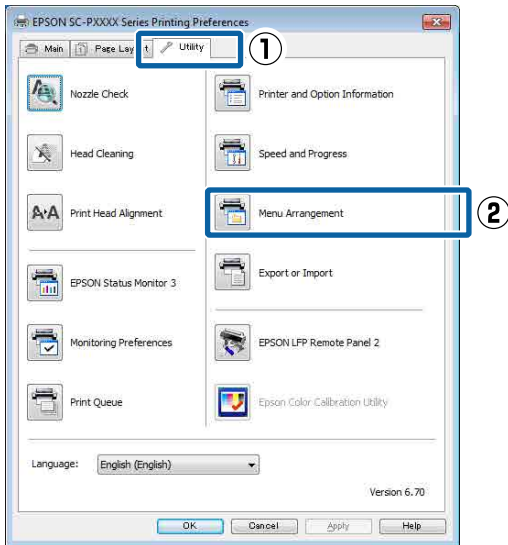 EPSON SC-PXXXX Series Printing Preferences
Main
Page Lay t
Utility
1
Nozzle Check
Printer and Option Information
Head Cleaning
Speed and Progress
A A Print Head Alignment
Menu Arrangement
2
EPSON Status Monitor 3
Export or Import
Monitoring Preferences
EPSON LFP Remote Panel 2
Print Queue
Epson Color Calibration Utility
Language: English (English)
Version 6.70
OK Cancel Apply Help